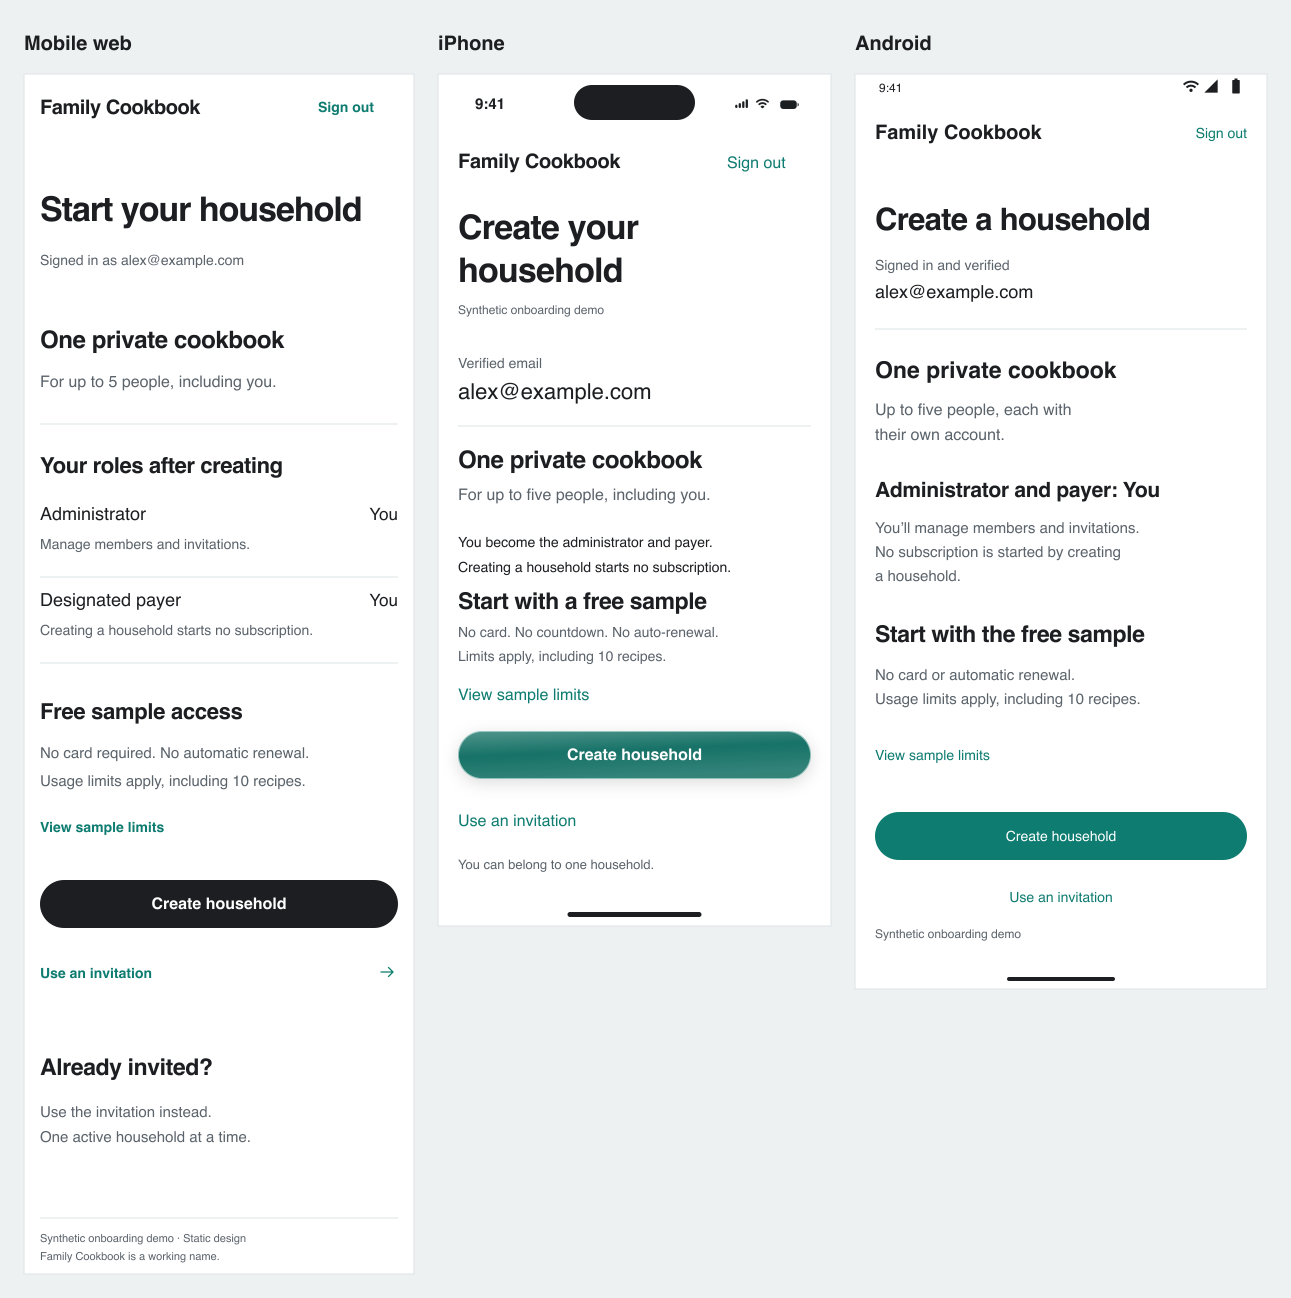 Mobile web
Family Cookbook
Sign out
Start your household
Signed in as alex@example.com
One private cookbook
For up to 5 people, including you.
Your roles after creating
Administrator
You
Manage members and invitations.
Designated payer
You
Creating a household starts no subscription.
Free sample access
No card required. No automatic renewal.
Usage limits apply, including 10 recipes.
View sample limits
Create household
Use an invitation
Already invited?
Use the invitation instead.
One active household at a time.
Synthetic onboarding demo · Static design
Family Cookbook is a working name.
iPhone
9:41
Family Cookbook
Sign out
Create your
household
Synthetic onboarding demo
Verified email
alex@example.com
One private cookbook
For up to five people, including you.
You become the administrator and payer.
Creating a household starts no subscription.
Start with a free sample
No card. No countdown. No auto-renewal.
Limits apply, including 10 recipes.
View sample limits
Create household
Use an invitation
You can belong to one household.
Android
9:41
Family Cookbook
Sign out
Create a household
Signed in and verified
alex@example.com
One private cookbook
Up to five people, each with
their own account.
Administrator and payer: You
You’ll manage members and invitations.
No subscription is started by creating
a household.
Start with the free sample
No card or automatic renewal.
Usage limits apply, including 10 recipes.
View sample limits
Create household
Use an invitation
Synthetic onboarding demo